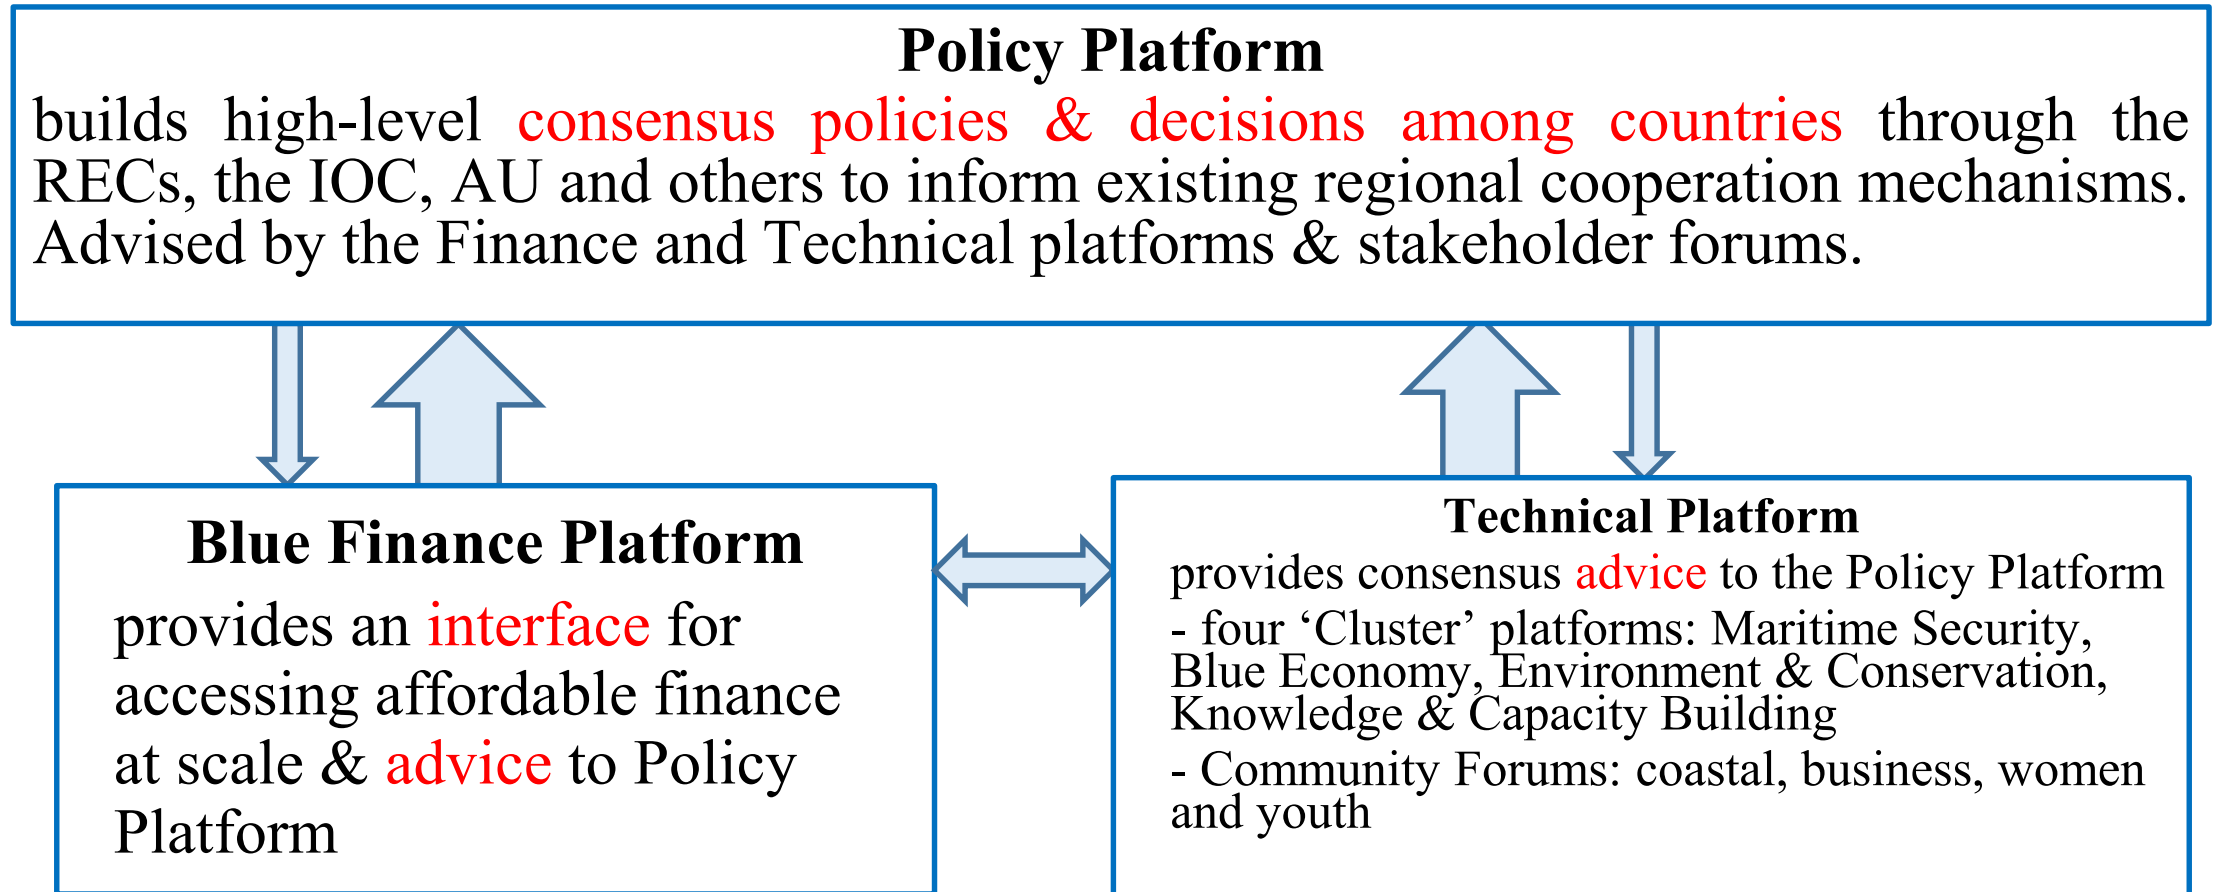 Policy Platform
builds high-level consensus policies & decisions among countries through the
RECs, the IOC, AU and others to inform existing regional cooperation mechanisms.
Advised by the Finance and Technical platforms & stakeholder forums.
Blue Finance Platform
provides an interface for
accessing affordable finance
at scale & advice to Policy
Platform
Technical Platform
provides consensus advice to the Policy Platform
- four ‘Cluster’ platforms: Maritime Security,
Blue Economy, Environment & Conservation,
Knowledge & Capacity Building
- Community Forums: coastal, business, women
and youth